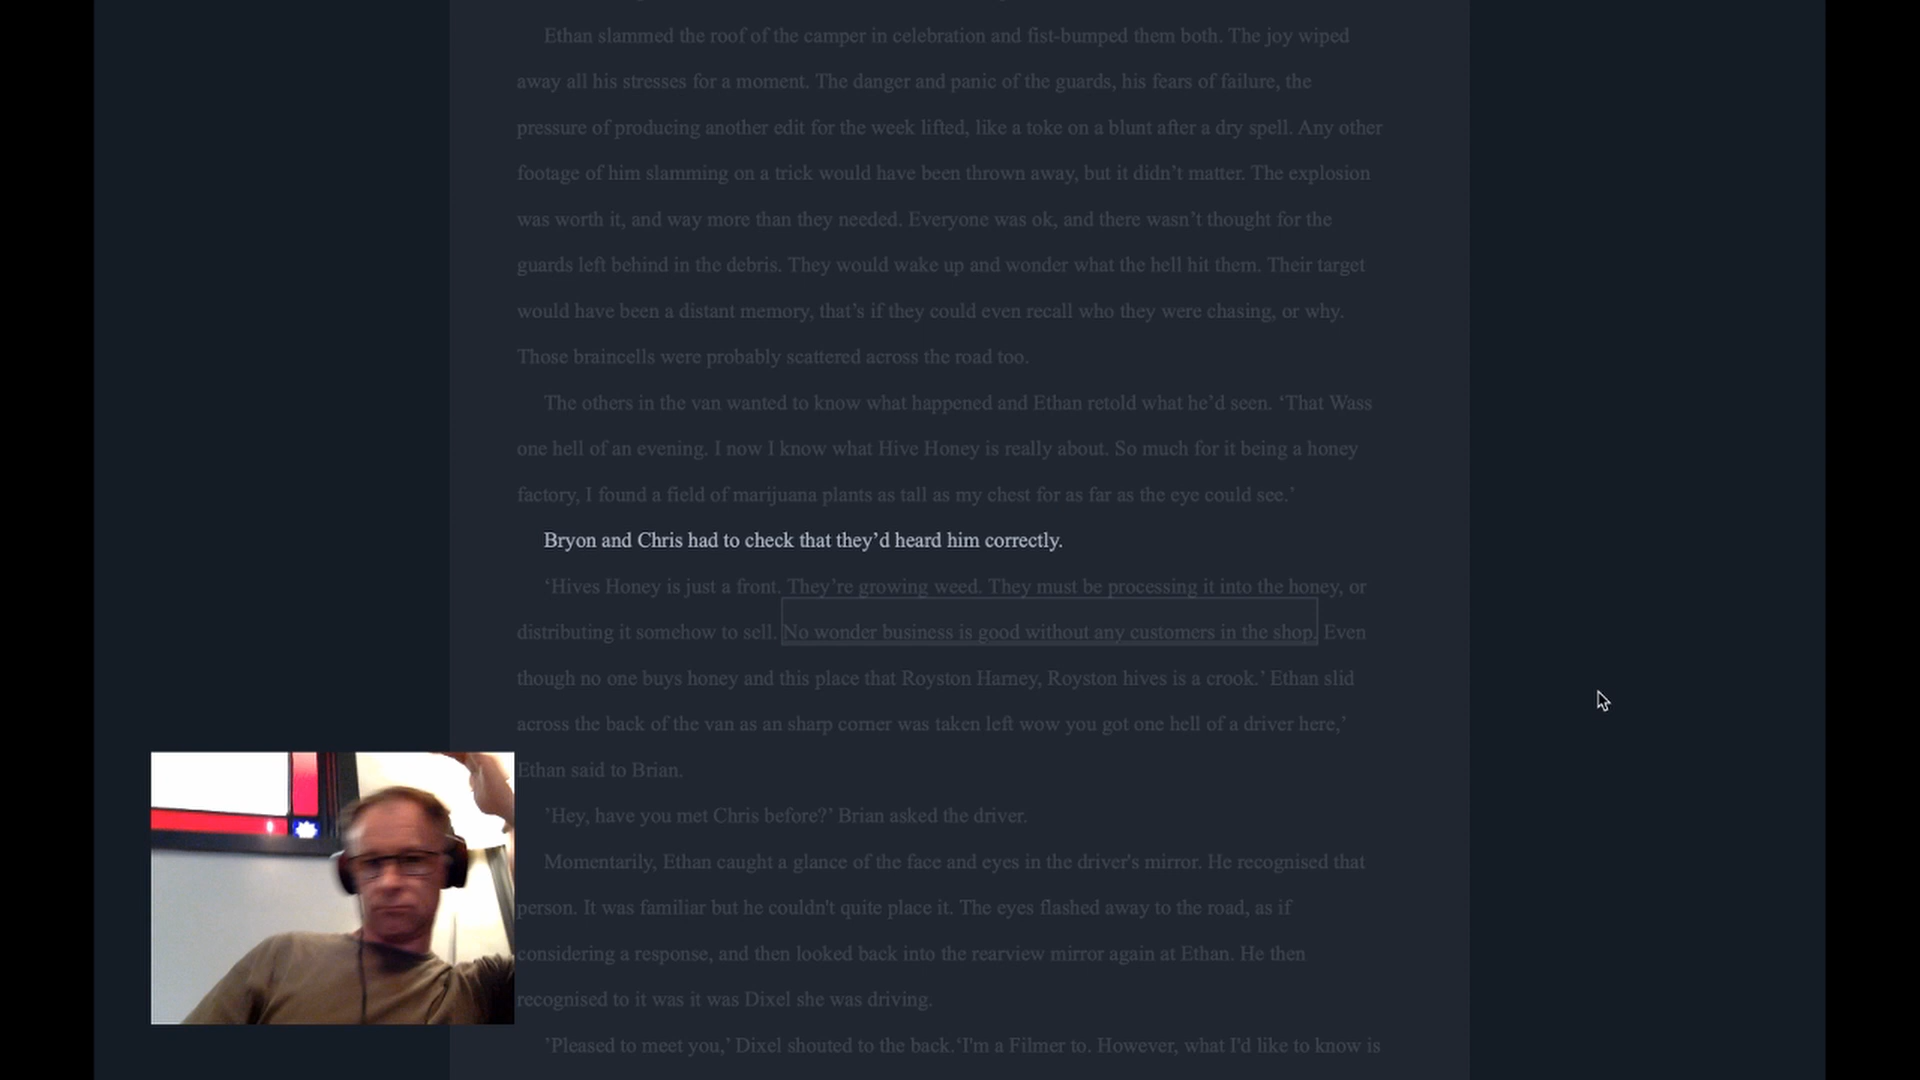 Ethan slammed the roof of the camper in celebration and fist-bumped them both. The joy wiped
away all his stresses for a moment. The danger and panic of the guards, his fears of failure, the
pressure of producing another edit for the week lifted, like a toke on a blunt after a dry spell. Any other
footage of him slamming on a trick would have been thrown away, but it didn’t matter. The explosion
was worth it, and way more than they needed. Everyone was ok, and there wasn’t thought for the
guards left behind in the debris. They would wake up and wonder what the hell hit them. Their target
would have been a distant memory, that’s if they could even recall who they were chasing, or why.
Those braincells were probably scattered across the road too.
The others in the van wanted to know what happened and Ethan retold what he’d seen. ‘That Wass
one hell of an evening. I now I know what Hive Honey is really about. So much for it being a honey
factory, I found a field of marijuana plants as tall as my chest for as far as the eye could see.’
Bryon and Chris had to check that they’d heard him correctly.
‘Hives Honey is just a front. They’re growing weed. They must be processing it into the honey, or
distributing it somehow to sell. No wonder business is good without any customers in the shop. Even
though no one buys honey and this place that Royston Harney, Royston hives is a crook.’ Ethan slid
across the back of the van as an sharp corner was taken left wow you got one hell of a driver here,’
Ethan said to Brian.
’Hey, have you met Chris before?’ Brian asked the driver.
Momentarily, Ethan caught a glance of the face and eyes in the driver's mirror. He recognised that
person. It was familiar but he couldn't quite place it. The eyes flashed away to the road, as if
considering a response, and then looked back into the rearview mirror again at Ethan. He then
recognised to it was it was Dixel she was driving.
’Pleased to meet you,’ Dixel shouted to the back.‘I'm a Filmer to. However, what I'd like to know is